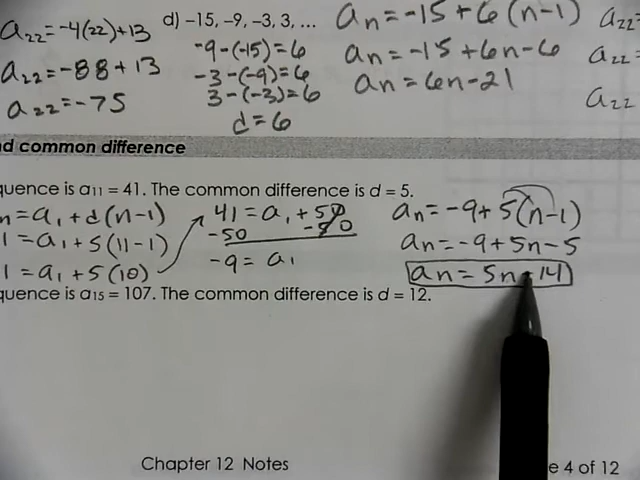 a22 = -4(22)+13
a22 = -88+13
a22 = -75
d) –15, –9, –3, 3, ...
-9-(-15)=6
-3-(-9)=6
3-(-3)=6
d=6
an = -15+6(n-1)
an = -15+6n-6
an = 6n-21
a22=
a22
nd common difference
quence is a11 = 41. The common difference is d = 5.
n = a1+d(n-1)
1 = a1+5(11-1)
1 = a1+5(10)
41 = a1+50
-50 -50
-9 = a1
an = -9+5(n-1)
an = -9+5n-5
an = 5n-14
quence is a15 = 107. The common difference is d = 12.
Chapter 12 Notes
e 4 of 12